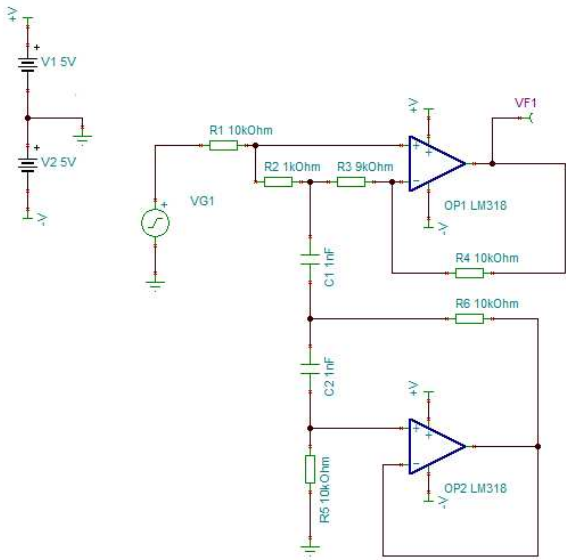 +V
V1 5V
V2 5V
-V
R1 10kOhm
R2 1kOhm
R3 9kOhm
VG1
+V
VF1
OP1 LM318
-V
R4 10kOhm
C1 1nF
R6 10kOhm
C2 1nF
+V
OP2 LM318
-V
R5 10kOhm